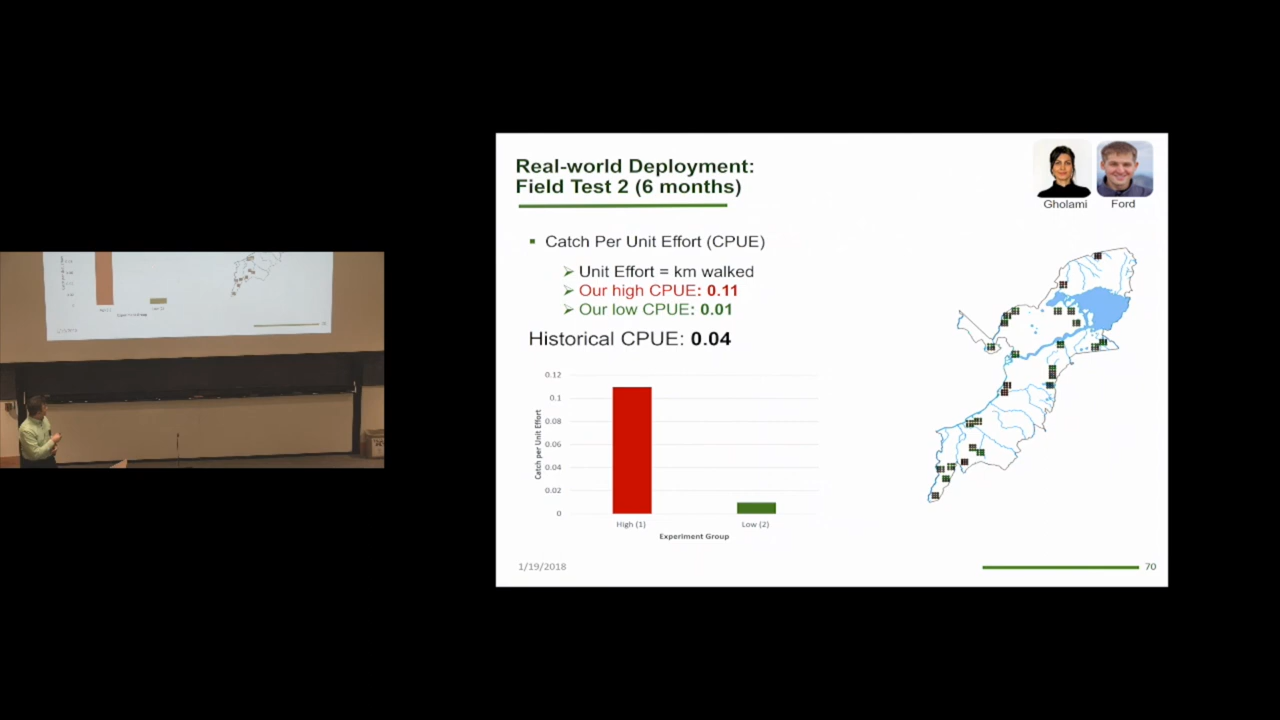 Real-world Deployment:
Field Test 2 (6 months)
Gholami
Ford
Catch Per Unit Effort (CPUE)
Unit Effort = km walked
Our high CPUE: 0.11
Our low CPUE: 0.01
Historical CPUE: 0.04
0.12
0.1
0.08
0.06
0.04
0.02
0
Catch per Unit Effort
High (1)
Low (2)
Experiment Group
1/19/2018
70